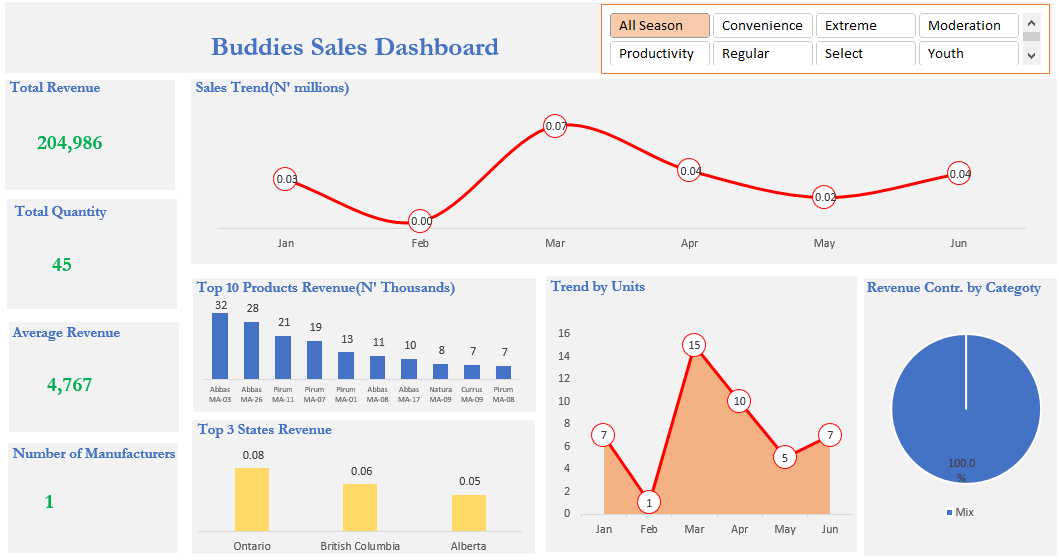 Buddies Sales Dashboard
All Season Convenience Extreme Moderation
Productivity Regular Select Youth
Total Revenue
204,986
Total Quantity
45
Average Revenue
4,767
Number of Manufacturers
1
Sales Trend(N' millions)
0.03 0.00 0.07 0.04 0.02 0.04
Jan Feb Mar Apr May Jun
Top 10 Products Revenue(N' Thousands)
32 28 21 19 13 11 10 8 7 7
Abbas Abbas Pirum Pirum Pirum Abbas Abbas Natura Currus Pirum
MA-03 MA-26 MA-11 MA-07 MA-01 MA-08 MA-17 MA-09 MA-09 MA-08
Top 3 States Revenue
0.08 0.06 0.05
Ontario British Columbia Alberta
Trend by Units
16
14
12
10
8
6
4
2
0
7 1 15 10 5 7
Jan Feb Mar Apr May Jun
Revenue Contr. by Categoty
100.0
%
Mix